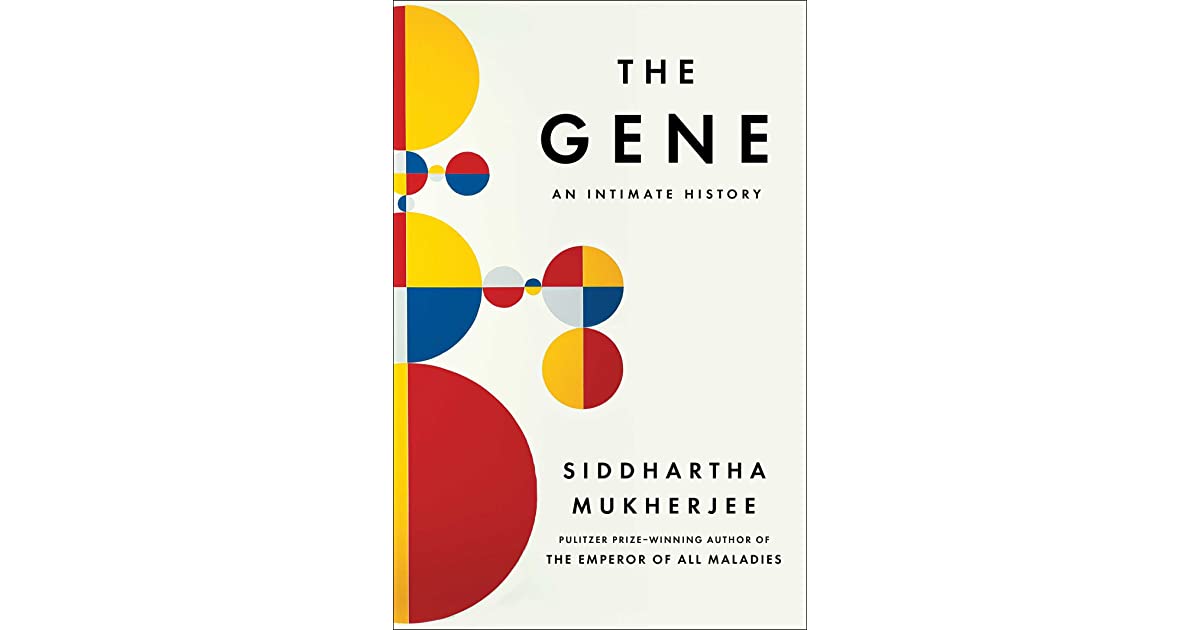 THE
GENE
AN INTIMATE HISTORY
SIDDHARTHA
MUKHERJEE
PULITZER PRIZE–WINNING AUTHOR OF
THE EMPEROR OF ALL MALADIES